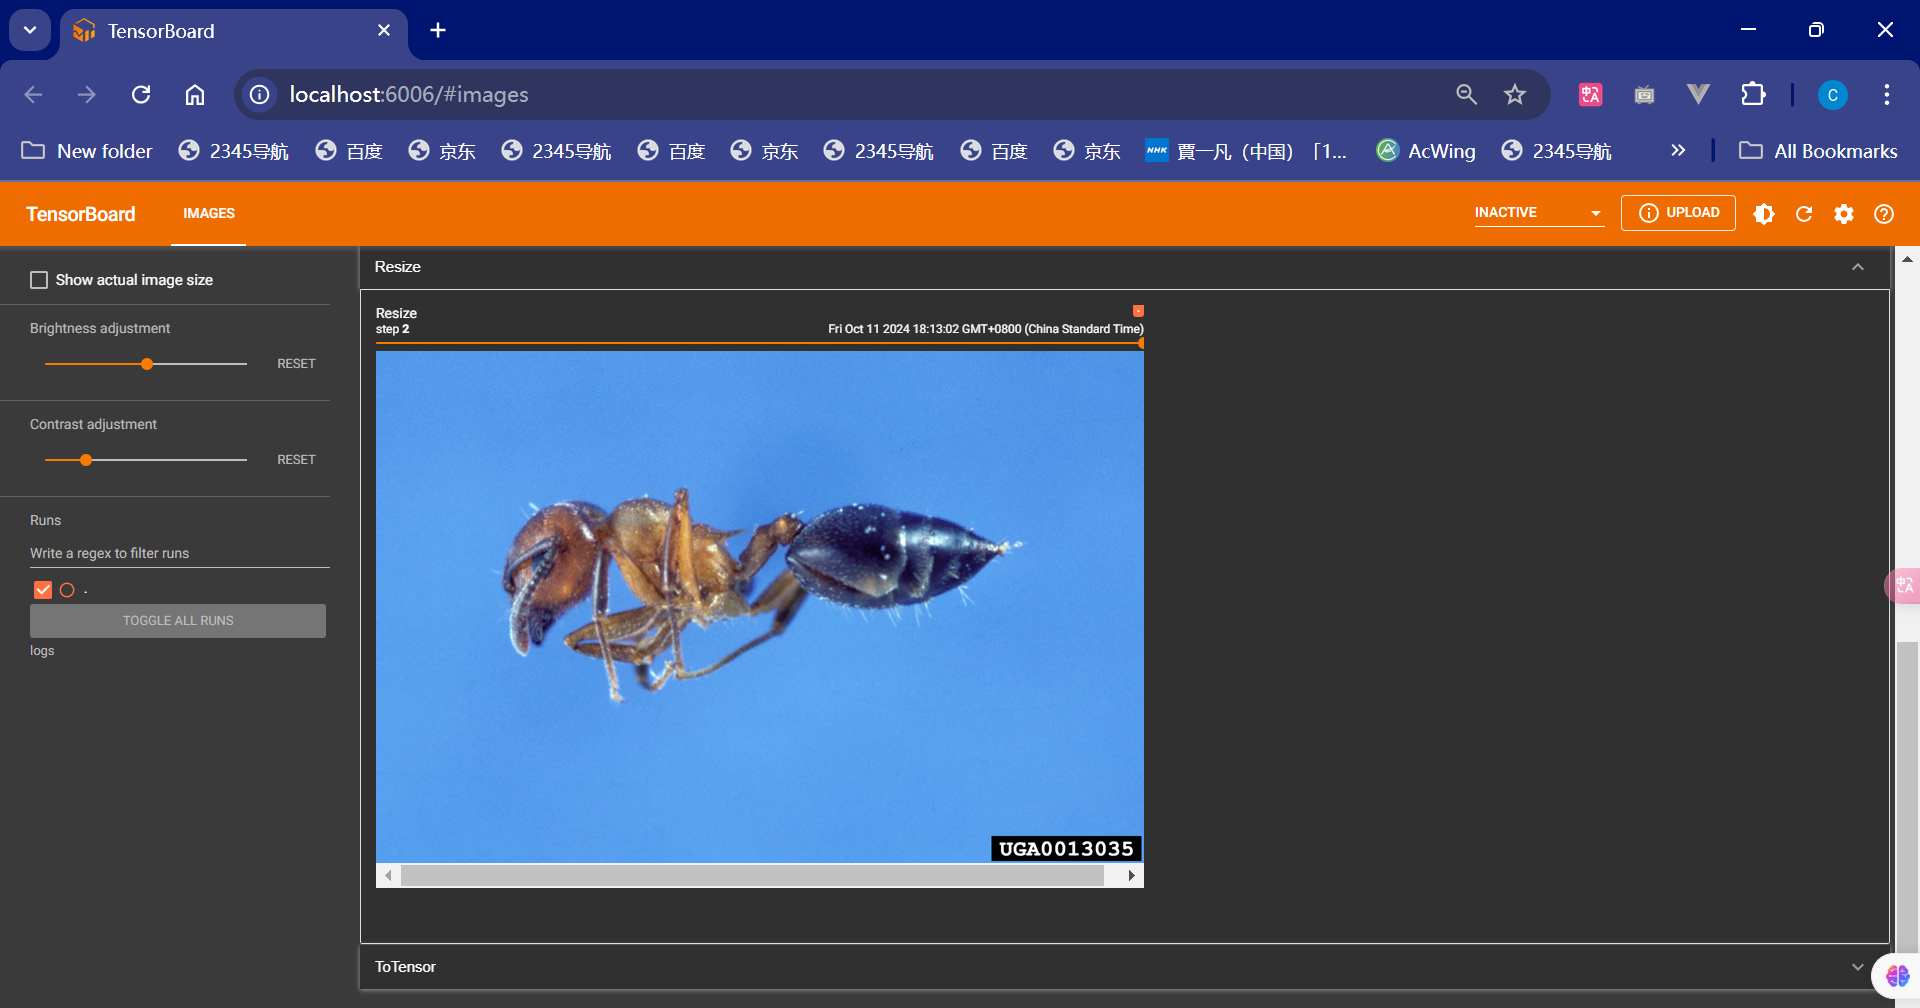 TensorBoard
localhost:6006/#images
New folder
2345导航
百度
京东
2345导航
百度
京东
2345导航
百度
京东
NHK
賈一凡（中国）「1...
AcWing
2345导航
All Bookmarks
C
TensorBoard
IMAGES
INACTIVE
UPLOAD
Show actual image size
Brightness adjustment
RESET
Contrast adjustment
RESET
Runs
Write a regex to filter runs
.
TOGGLE ALL RUNS
logs
Resize
Resize
step 2
Fri Oct 11 2024 18:13:02 GMT+0800 (China Standard Time)
UGA0013035
ToTensor